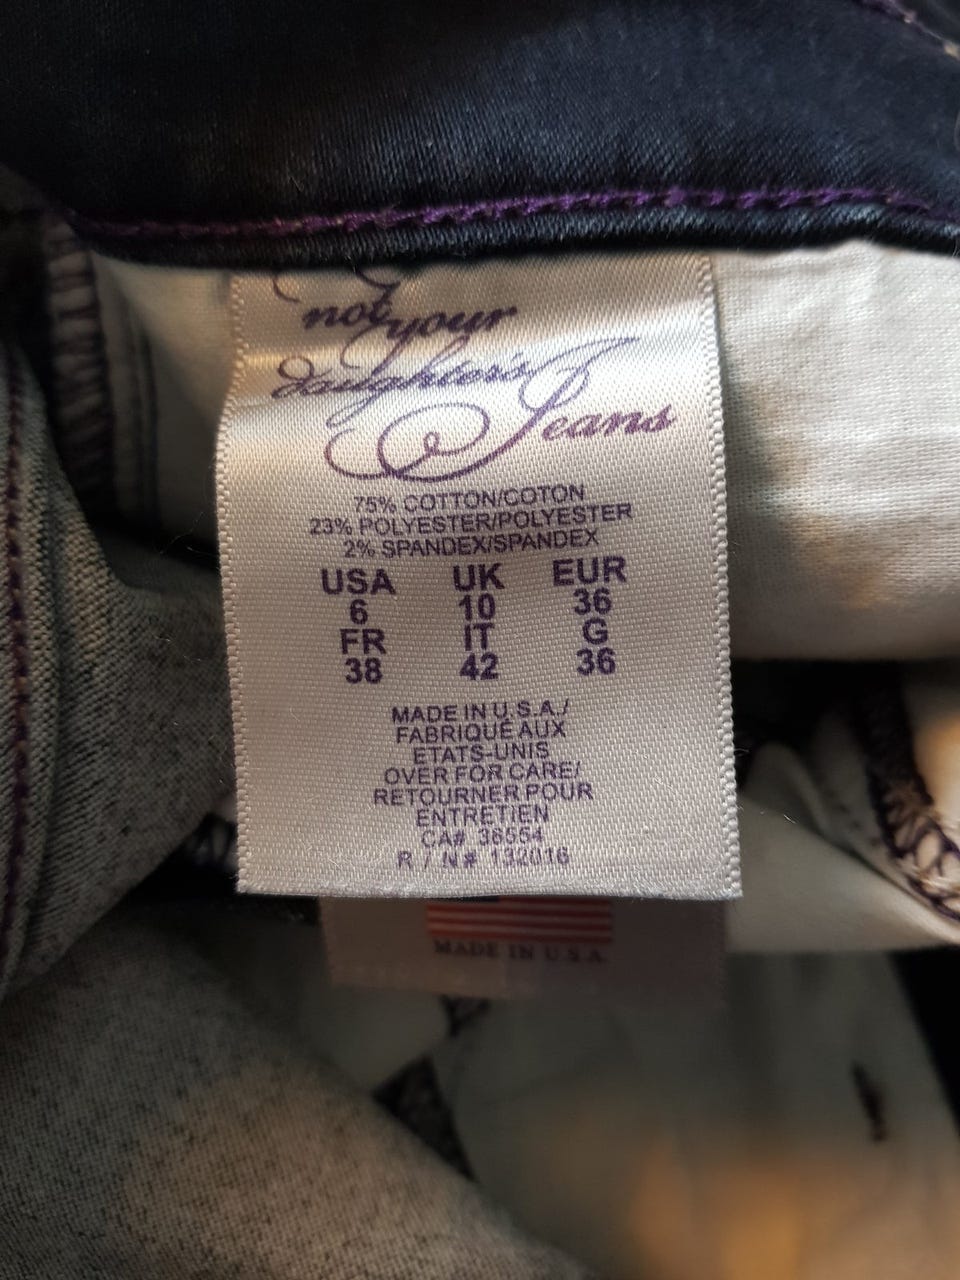 not your
daughter's
Jeans
75% COTTON/COTON
23% POLYESTER/POLYESTER
2% SPANDEX/SPANDEX
USA UK EUR
6 10 36
FR IT G
38 42 36
MADE IN U.S.A./
FABRIQUÉ AUX
ETATS-UNIS
OVER FOR CARE/
RETOURNER POUR
ENTRETIEN
CA# 36554
R / N# 132016
MADE IN U.S.A.